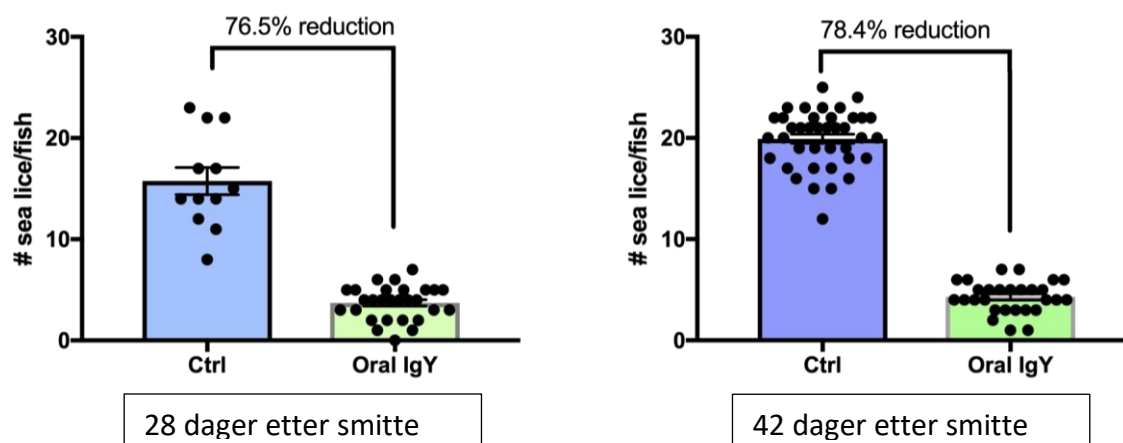 76.5% reduction
30
20
10
0
# sea lice/fish
Ctrl
Oral IgY
28 dager etter smitte
78.4% reduction
30
20
10
0
# sea lice/fish
Ctrl
Oral IgY
42 dager etter smitte